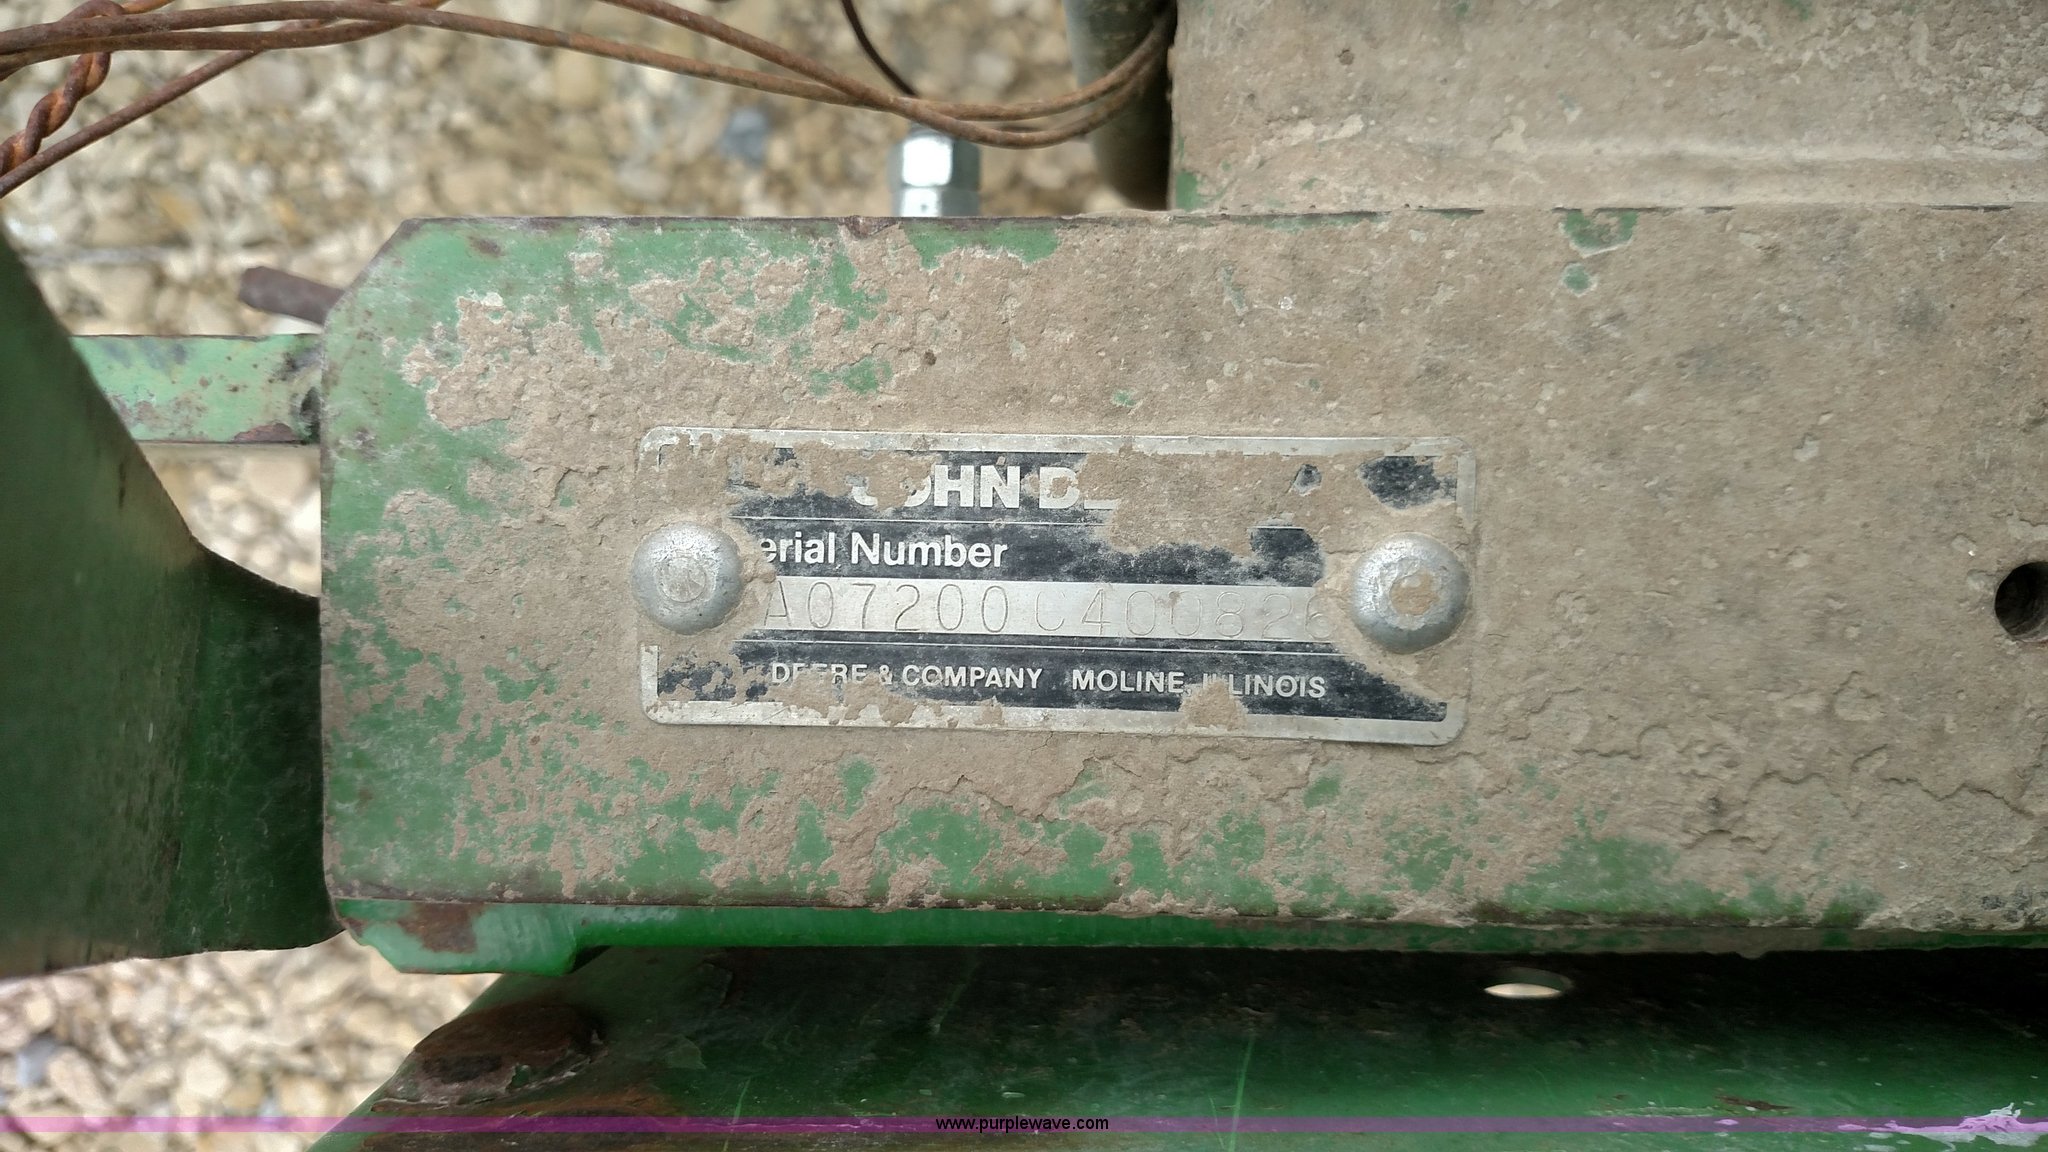 JOHN DE
erial Number
A07200C400826
DEERE & COMPANY MOLINE, ILLINOIS
www.purplewave.com